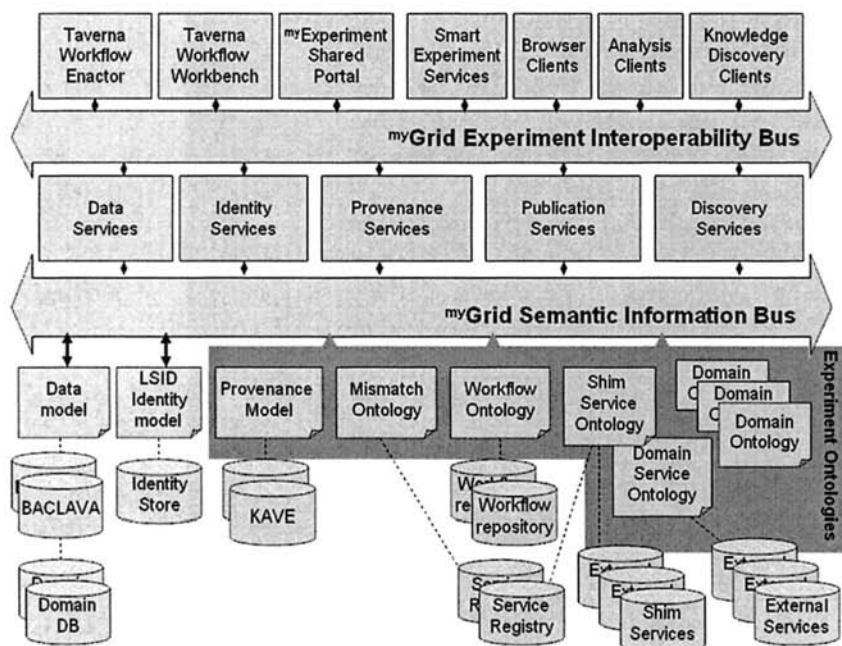 Taverna
Workflow
Enactor
Taverna
Workflow
Workbench
myExperiment
Shared
Portal
Smart
Experiment
Services
Browser
Clients
Analysis
Clients
Knowledge
Discovery
Clients
myGrid Experiment Interoperability Bus
Data
Services
Identity
Services
Provenance
Services
Publication
Services
Discovery
Services
myGrid Semantic Information Bus
Data
model
LSID
Identity
model
Provenance
Model
Mismatch
Ontology
Workflow
Ontology
Shim
Service
Ontology
Domain
Domain
Domain
Ontology
Domain
Service
Ontology
Experiment Ontologies
BACLAVA
Identity
Store
KAVE
Workflow
repository
Domain
DB
Service
Registry
Shim
Services
External
Services